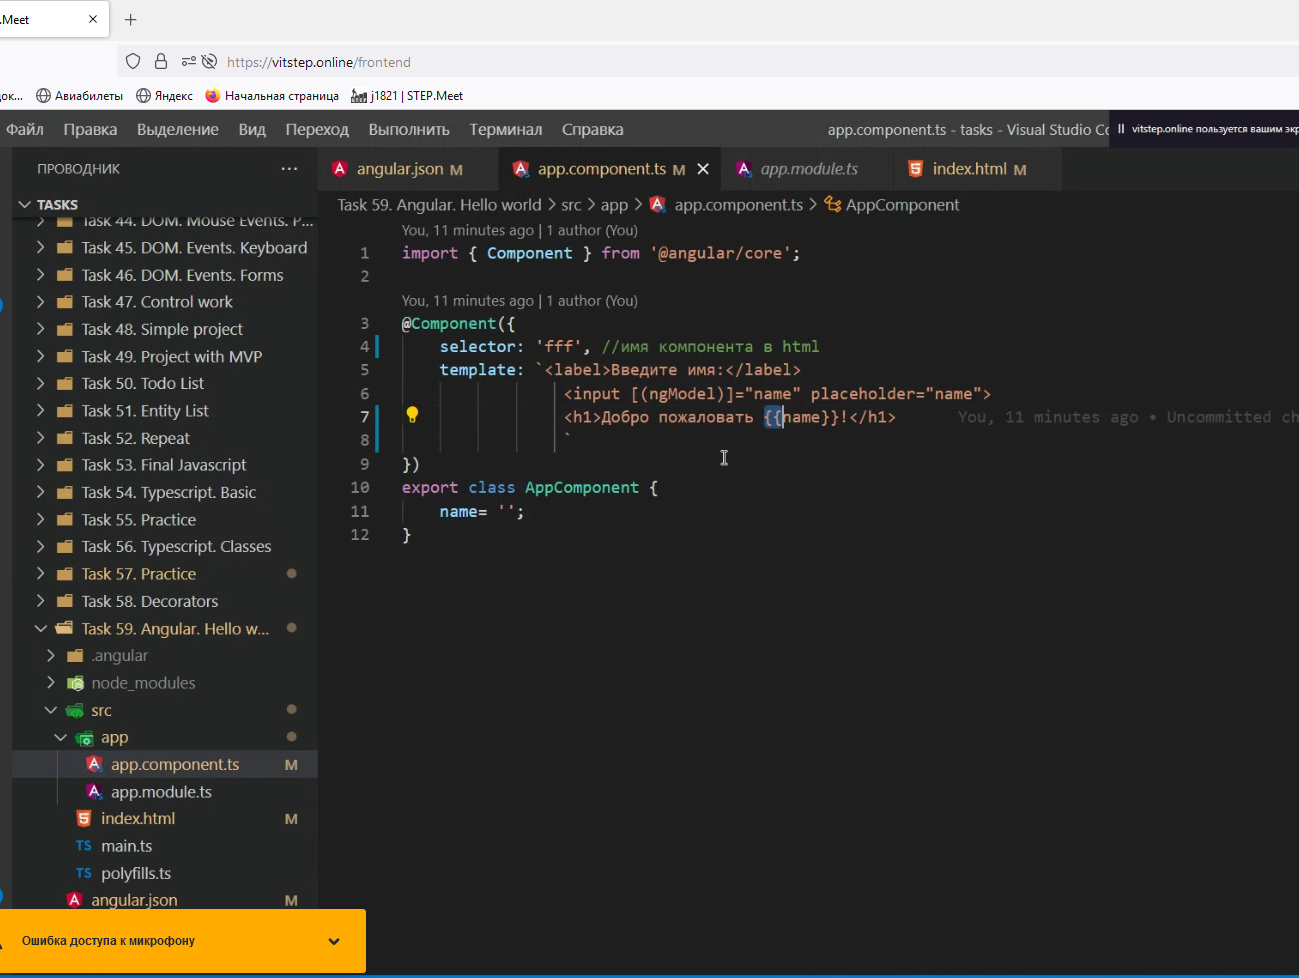 .Meet
https://vitstep.online/frontend
док...
Авиабилеты
Яндекс
Начальная страница
j1821 | STEP.Meet
Файл Правка Выделение Вид Переход Выполнить Терминал Справка
app.component.ts - tasks - Visual Studio Co
vitstep.online пользуется вашим экр
ПРОВОДНИК
TASKS
Task 44. DOM. Mouse Events. P...
Task 45. DOM. Events. Keyboard
Task 46. DOM. Events. Forms
Task 47. Control work
Task 48. Simple project
Task 49. Project with MVP
Task 50. Todo List
Task 51. Entity List
Task 52. Repeat
Task 53. Final Javascript
Task 54. Typescript. Basic
Task 55. Practice
Task 56. Typescript. Classes
Task 57. Practice
Task 58. Decorators
Task 59. Angular. Hello w...
.angular
node_modules
src
app
app.component.ts M
app.module.ts
index.html M
TS main.ts
TS polyfills.ts
angular.json M
Ошибка доступа к микрофону
angular.json M
app.component.ts M
app.module.ts
index.html M
Task 59. Angular. Hello world > src > app > app.component.ts > AppComponent
You, 11 minutes ago | 1 author (You)
1 import { Component } from '@angular/core';
2
You, 11 minutes ago | 1 author (You)
3 @Component({
4 selector: 'fff', //имя компонента в html
5 template: `<label>Введите имя:</label>
6 <input [(ngModel)]="name" placeholder="name">
7 <h1>Добро пожаловать {{name}}!</h1> You, 11 minutes ago • Uncommitted ch
8 `
9 })
10 export class AppComponent {
11 name= '';
12 }